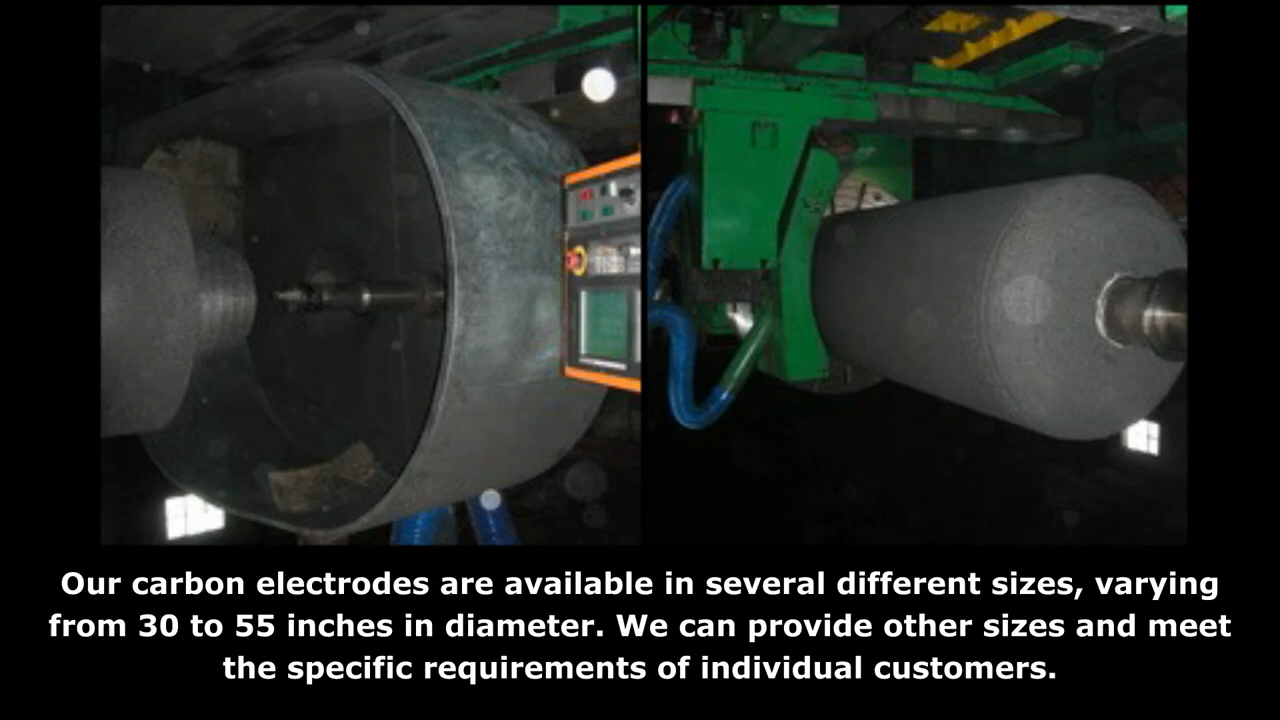 Our carbon electrodes are available in several different sizes, varying
from 30 to 55 inches in diameter. We can provide other sizes and meet
the specific requirements of individual customers.